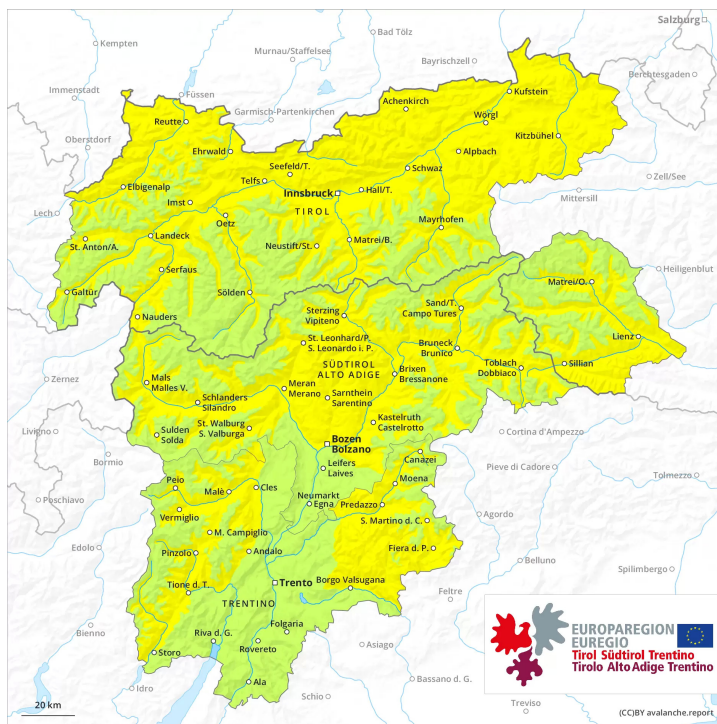 Salzburg
Bad Tölz
Kempten
Murnau/Staffelsee
Bayrischzell
Berchtesgaden
Immenstadt
Füssen
Garmisch-Partenkirchen
Achenkirch
Kufstein
Reutte
Wörgl
Oberstdorf
Ehrwald
Kitzbühel
Seefeld/T.
Alpbach
Telfs
Schwaz
Zell/See
Elbigenalp
Innsbruck
Hall/T.
Mittersill
Imst
TIROL
Lech
Oetz
Mayrhofen
St. Anton/A.
Landeck
Neustift/St.
Matrei/B.
Serfaus
Heiligenblut
Galtür
Sölden
Matrei/O.
Nauders
Sterzing
Vipiteno
Sand/T.
Campo Tures
St. Leonhard/P.
S. Leonardo i. P.
Bruneck
Brunico
Lienz
Zernez
SÜDTIROL
ALTO ADIGE
Toblach
Dobbiaco
Sillian
Mals
Malles V.
Meran
Merano
Brixen
Bressanone
Schlanders
Silandro
Sarnthein
Sarentino
St. Walburg
S. Valburga
Kastelruth
Castelrotto
Livigno
Sulden
Solda
Bozen
Bolzano
Cortina d'Ampezzo
Bormio
Canazei
Leifers
Laives
Pieve di Cadore
Tolmezzo
Peio
Cles
Moena
Poschiavo
Malè
Neumarkt
Egna
Predazzo
Vermiglio
S. Martino d. C.
Agordo
M. Campiglio
Edolo
Pinzolo
Andalo
Fiera d. P.
Belluno
Tione d. T.
Trento
Borgo Valsugana
Spilimbergo
Feltre
TRENTINO
Folgaria
Bienno
Riva d. G.
Rovereto
Asiago
Storo
Bassano d. G.
Idro
Ala
Schio
Treviso
EUROPAREGION
EUREGIO
Tirol Südtirol Trentino
Tirolo Alto Adige Trentino
20 km
(CC)BY avalanche.report